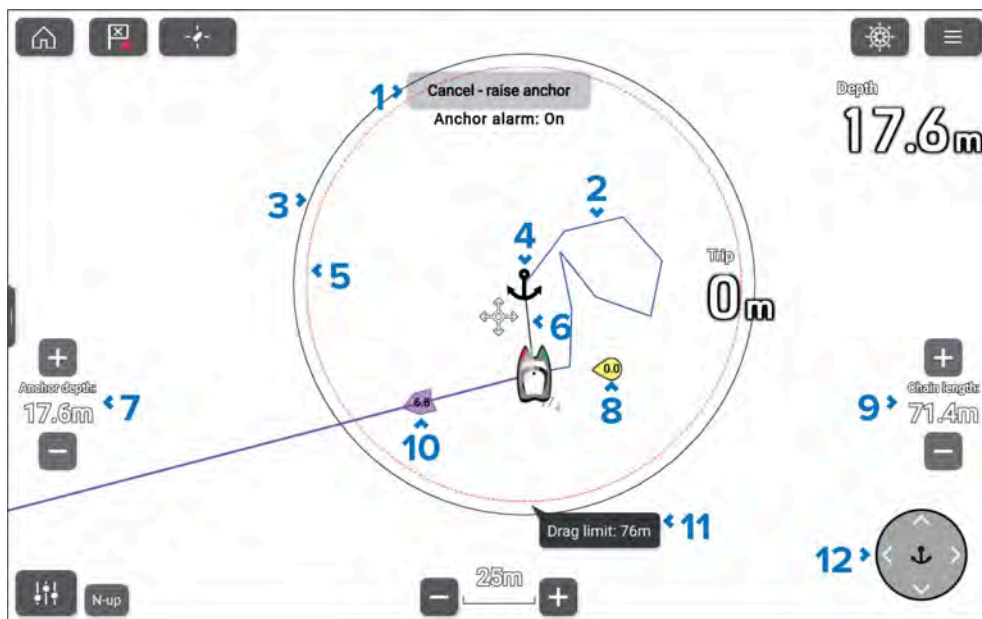 1
Cancel - raise anchor
Anchor alarm: On
Depth
17.6m
2
3
4
5
Trip
0m
6
Anchor depth:
17.6m
7
0.0
8
Chain length:
71.4m
9
6.8
10
17.4
Drag limit: 76m
11
12
N-up
25m